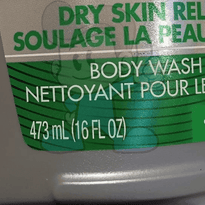 DRY SKIN REL
SOULAGE LA PEAU
BODY WASH
NETTOYANT POUR LE
473 mL (16 FL OZ)